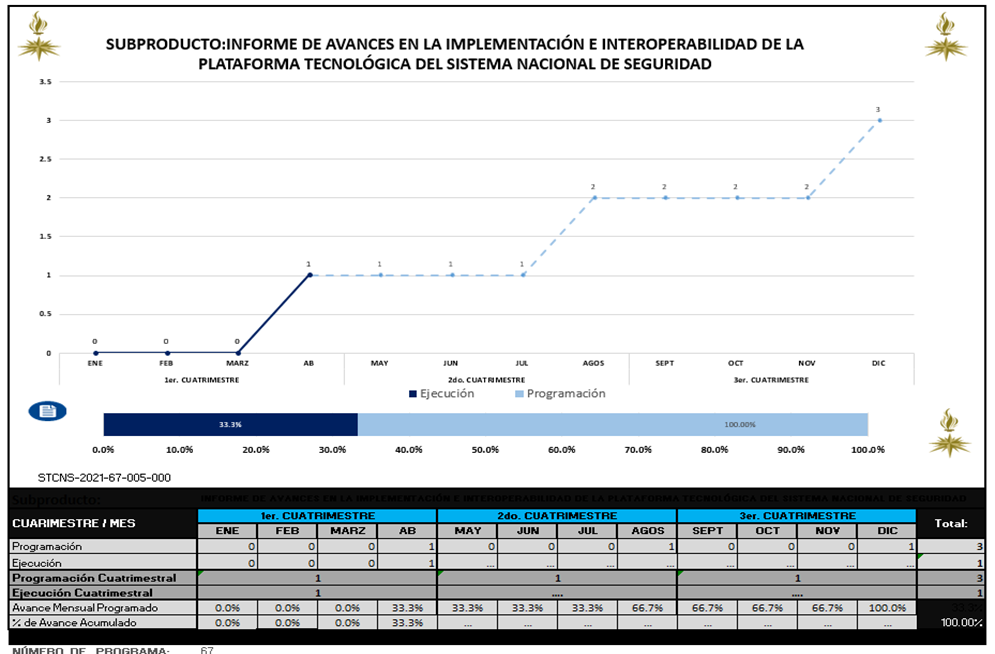 SUBPRODUCTO:INFORME DE AVANCES EN LA IMPLEMENTACIÓN E INTEROPERABILIDAD DE LA
PLATAFORMA TECNOLÓGICA DEL SISTEMA NACIONAL DE SEGURIDAD
3.5
3
2.5
2
1.5
1
0.5
0
0 0 0 1 1 1 1 2 2 2 2 3
ENE FEB MARZ AB MAY JUN JUL AGOS SEPT OCT NOV DIC
1er. CUATRIMESTRE 2do. CUATRIMESTRE 3er. CUATRIMESTRE
Ejecución Programación
33.3% 100.00%
0.0% 10.0% 20.0% 30.0% 40.0% 50.0% 60.0% 70.0% 80.0% 90.0% 100.0%
STCNS-2021-67-005-000
Subproducto: INFORME DE AVANCES EN LA IMPLEMENTACIÓN E INTEROPERABILIDAD DE LA PLATAFORMA TECNOLÓGICA DEL SISTEMA NACIONAL DE SEGURIDAD
CUARIMESTRE / MES 1er. CUATRIMESTRE 2do. CUATRIMESTRE 3er. CUATRIMESTRE Total:
ENE FEB MARZ AB MAY JUN JUL AGOS SEPT OCT NOV DIC
Programación 0 0 0 1 0 0 0 1 0 0 0 1 3
Ejecución 0 0 0 1 ... ... ... ... ... ... ... ... 1
Programación Cuatrimestral 1 1 1 3
Ejecución Cuatrimestral 1 .... .... 1
Avance Mensual Programado 0.0% 0.0% 0.0% 33.3% 33.3% 33.3% 33.3% 66.7% 66.7% 66.7% 66.7% 100.0% 33.3%
% de Avance Acumulado 0.0% 0.0% 0.0% 33.3% ... ... ... ... ... ... ... ... 100.00%
NÚMERO DE PROGRAMA: 67